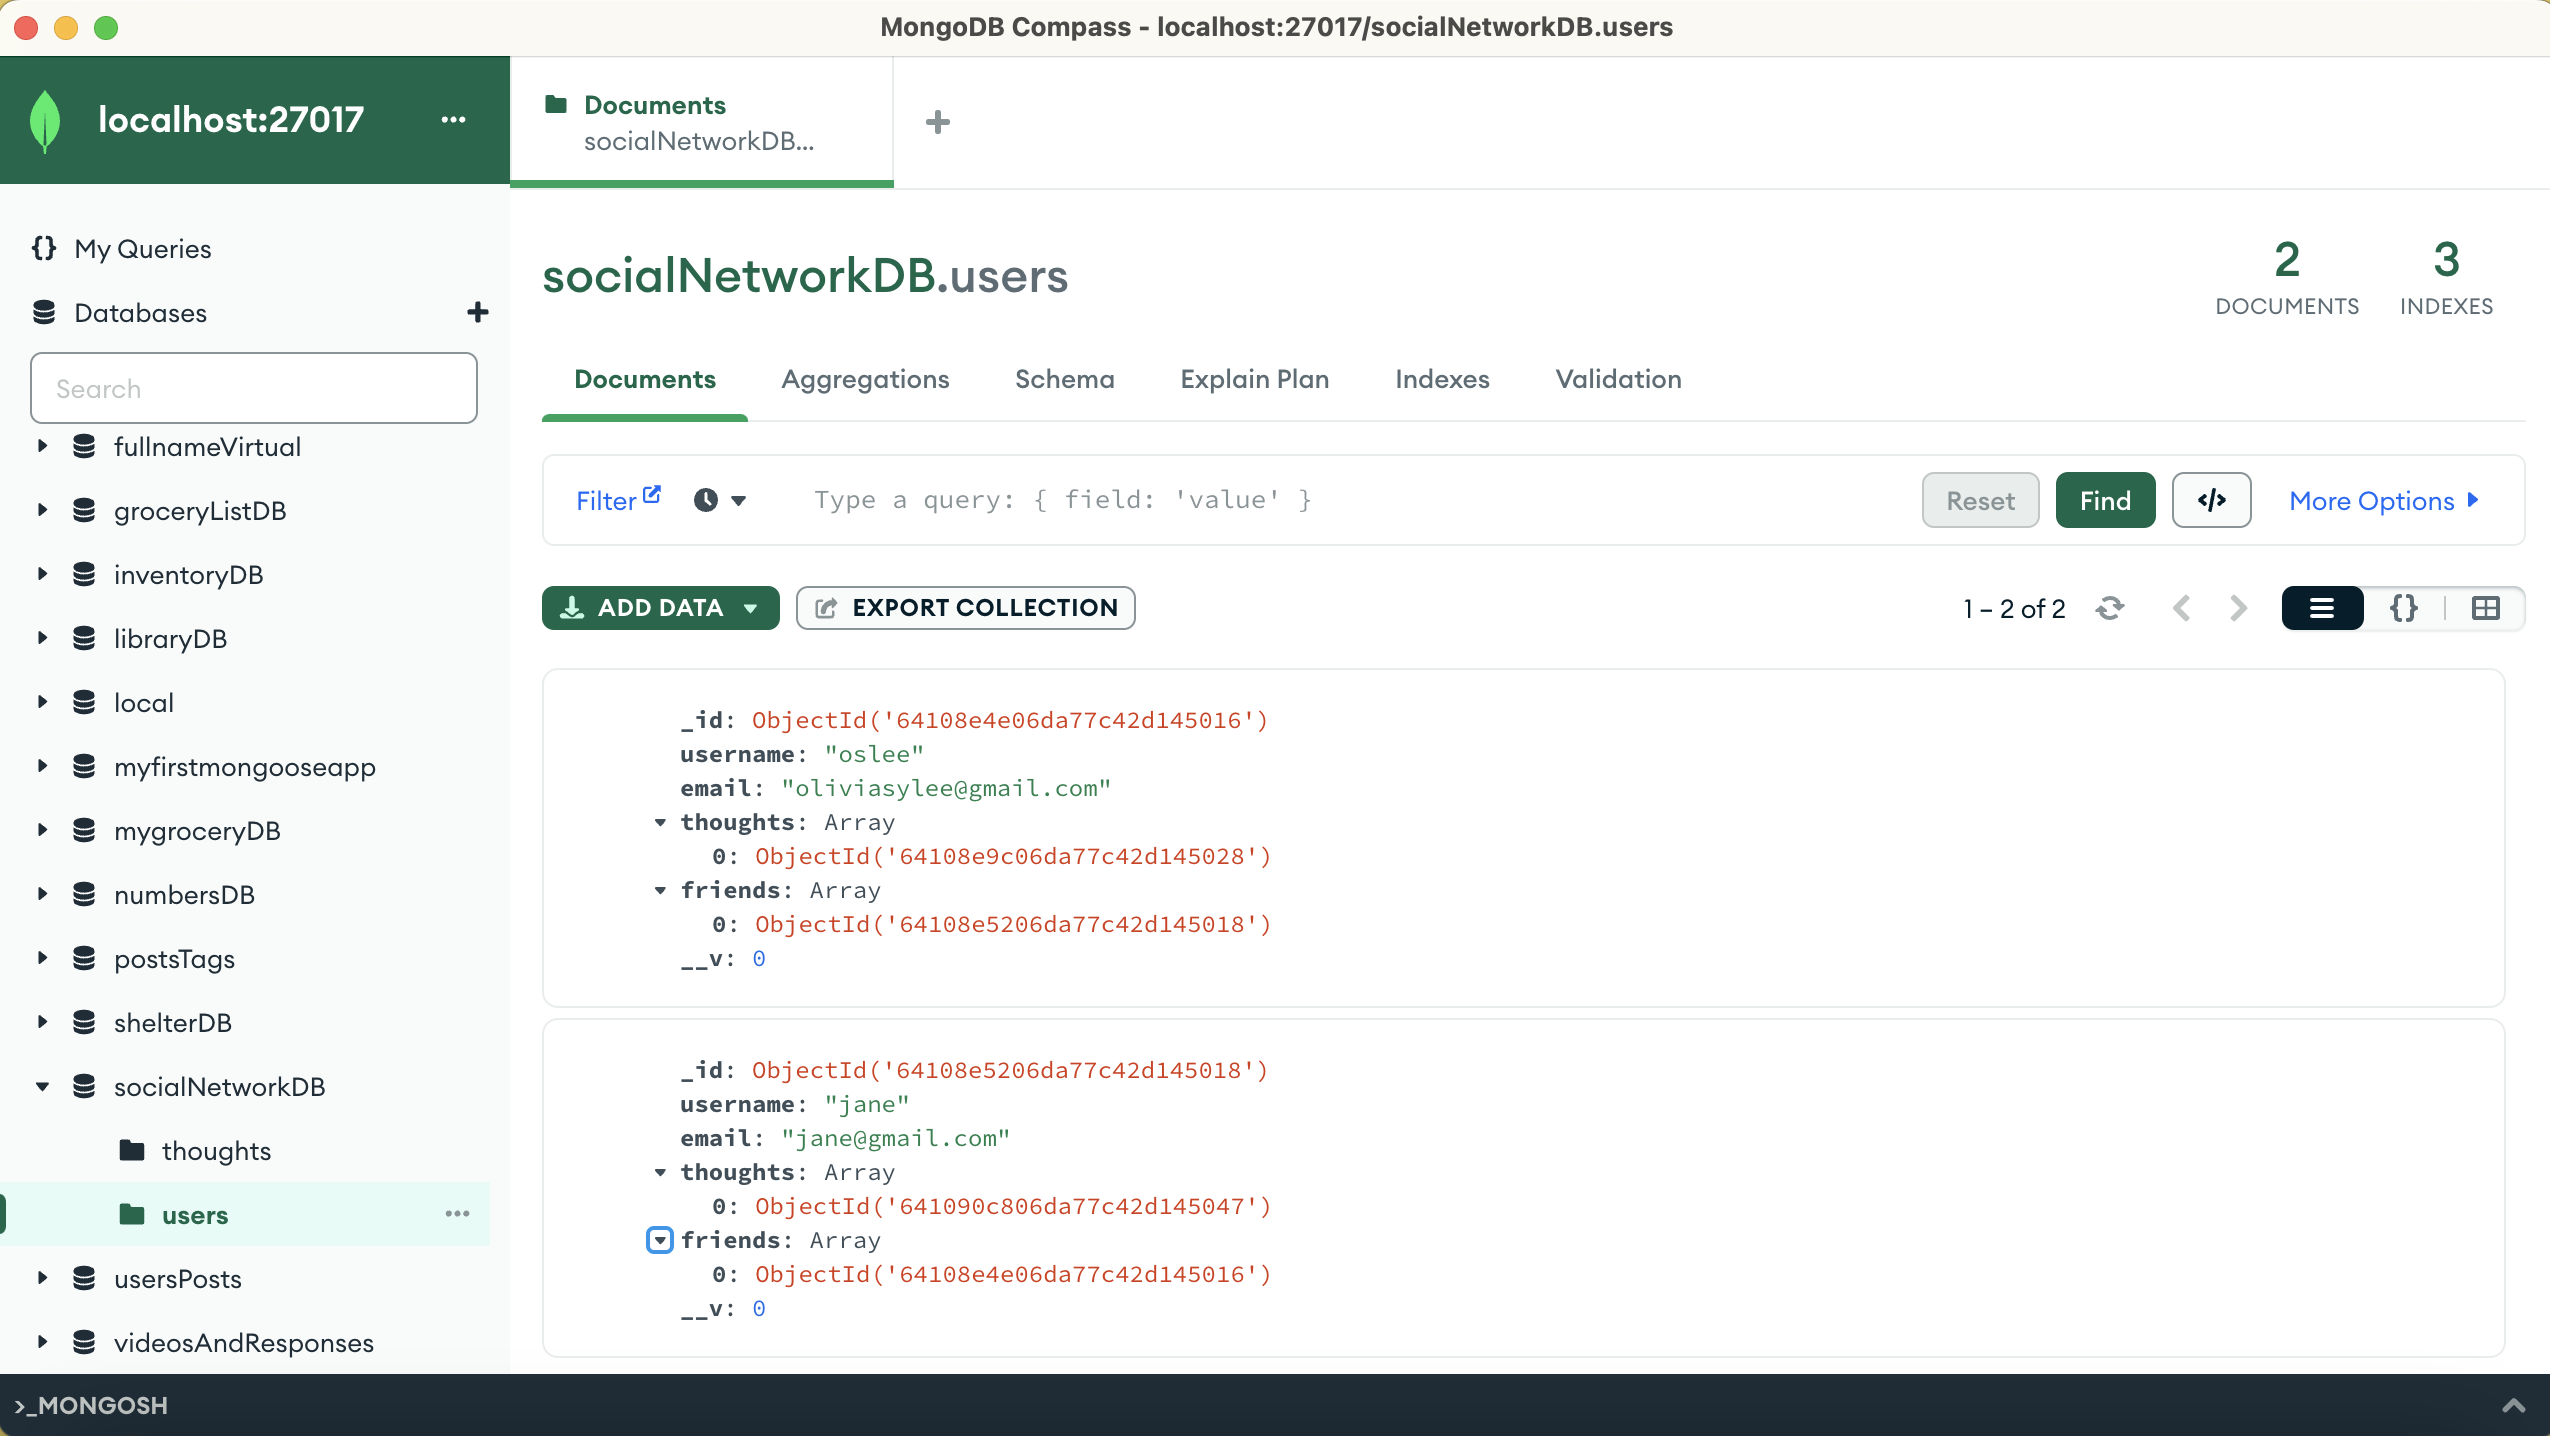 MongoDB Compass - localhost:27017/socialNetworkDB.users
localhost:27017
My Queries
Databases
Search
fullnameVirtual
groceryListDB
inventoryDB
libraryDB
local
myfirstmongooseapp
mygroceryDB
numbersDB
postsTags
shelterDB
socialNetworkDB
thoughts
users
usersPosts
videosAndResponses
Documents
socialNetworkDB...
socialNetworkDB.users
2
DOCUMENTS
3
INDEXES
Documents Aggregations Schema Explain Plan Indexes Validation
Filter Type a query: { field: 'value' } Reset Find </> More Options
ADD DATA EXPORT COLLECTION 1 – 2 of 2 {}
_id: ObjectId('64108e4e06da77c42d145016')
username: "oslee"
email: "oliviasylee@gmail.com"
thoughts: Array
0: ObjectId('64108e9c06da77c42d145028')
friends: Array
0: ObjectId('64108e5206da77c42d145018')
__v: 0
_id: ObjectId('64108e5206da77c42d145018')
username: "jane"
email: "jane@gmail.com"
thoughts: Array
0: ObjectId('641090c806da77c42d145047')
friends: Array
0: ObjectId('64108e4e06da77c42d145016')
__v: 0
>_MONGOSH